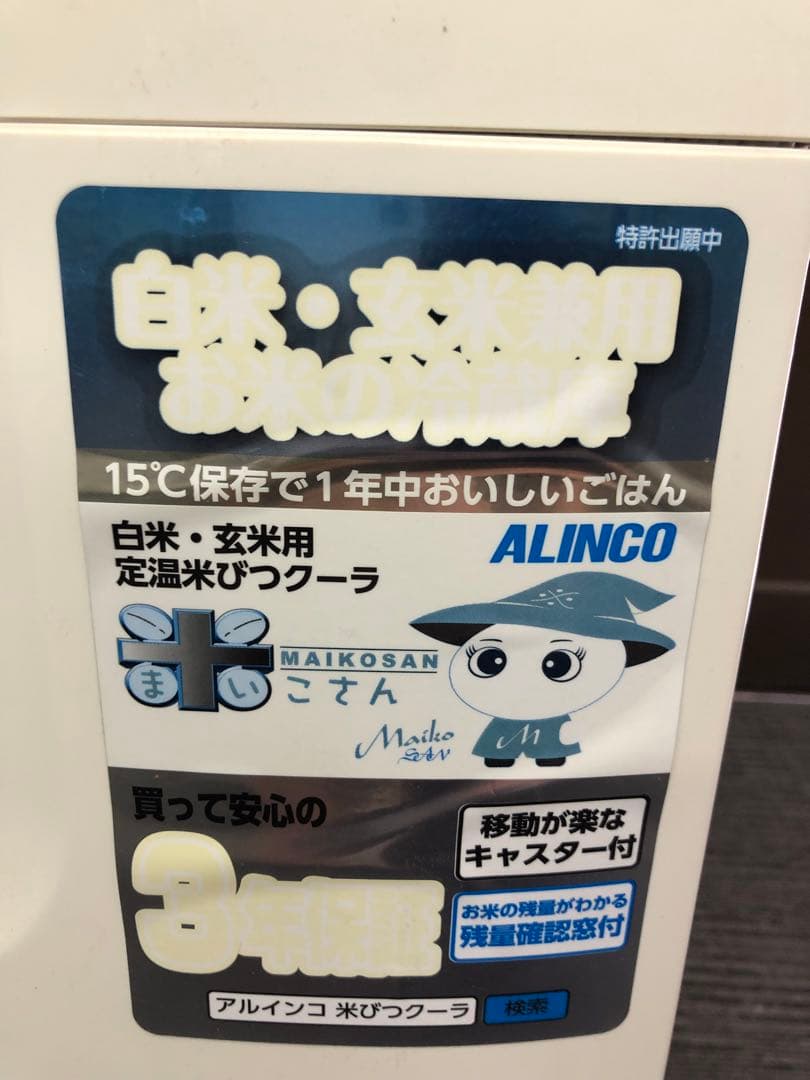 特許出願中
白米・玄米兼用
お米の冷蔵庫
15℃保存で1年中おいしいごはん
白米・玄米用
定温米びつクーラ
ALINCO
まいこさん
MAIKOSAN
Maiko
SAN
M
買って安心の
3年保証
移動が楽な
キャスター付
お米の残量がわかる
残量確認窓付
アルインコ 米びつクーラ
検索